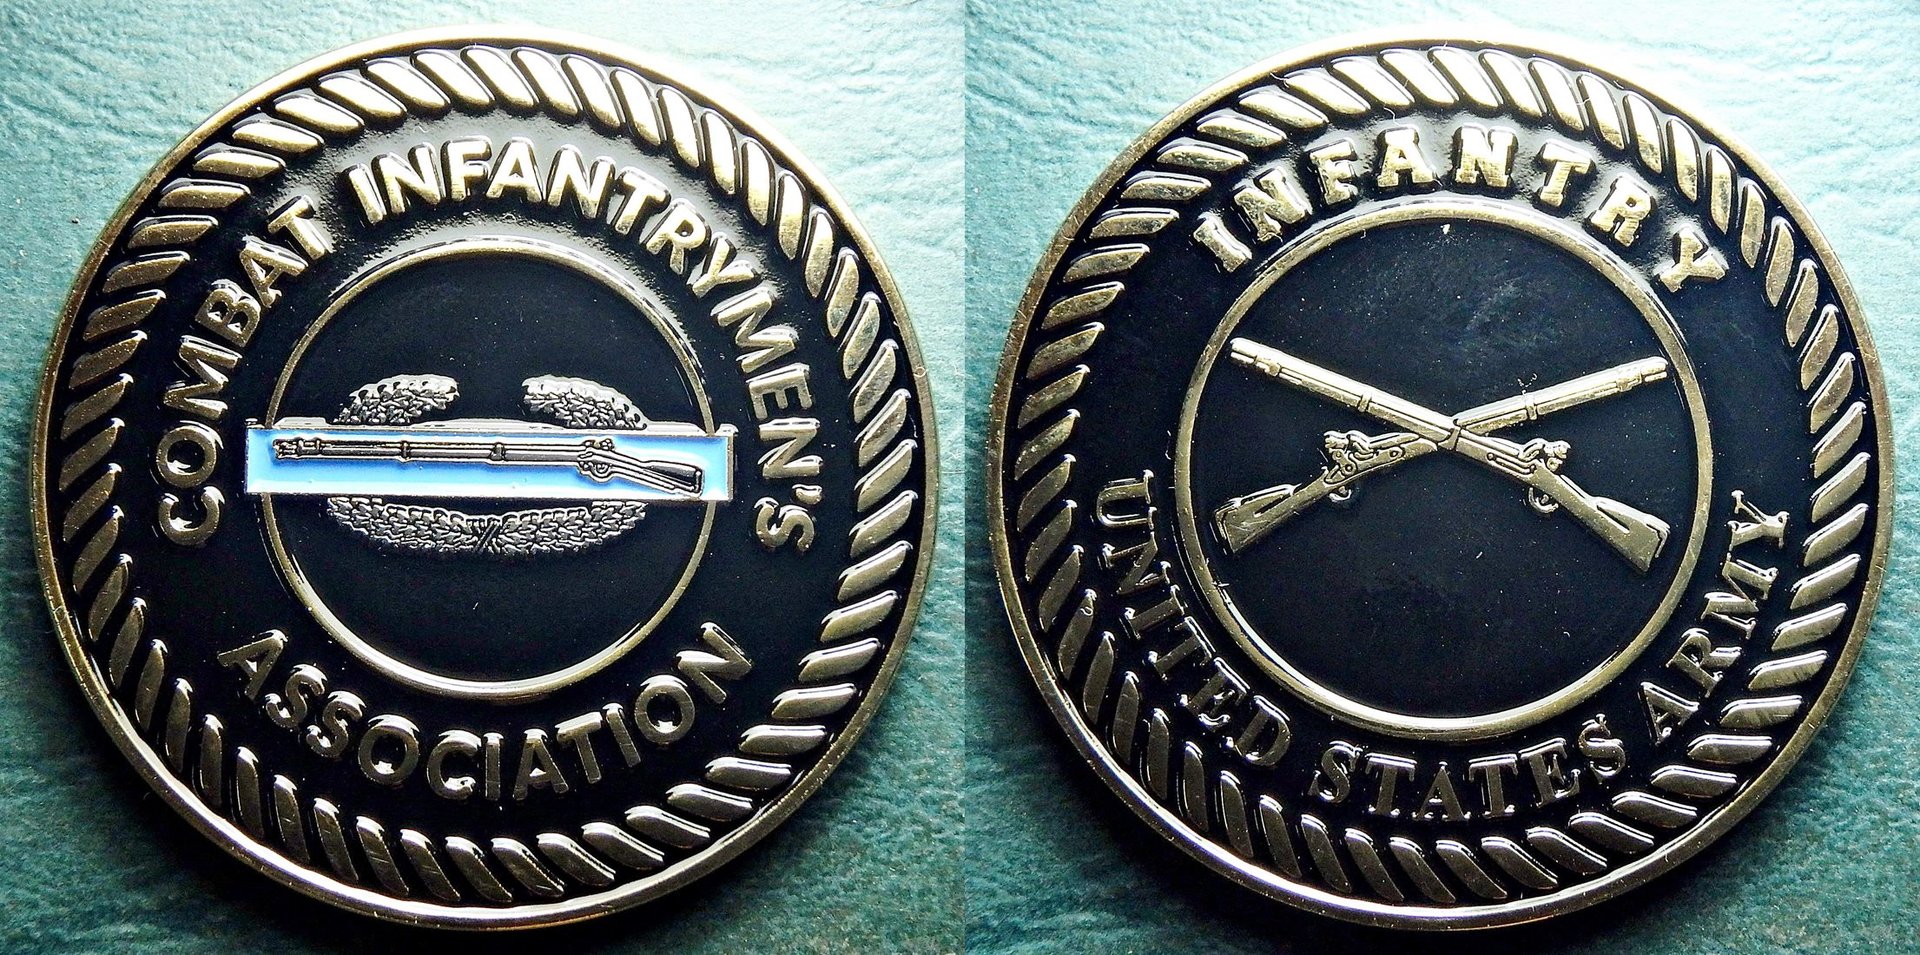 COMBAT INFANTRYMEN'S
ASSOCIATION
INFANTRY
UNITED STATES ARMY